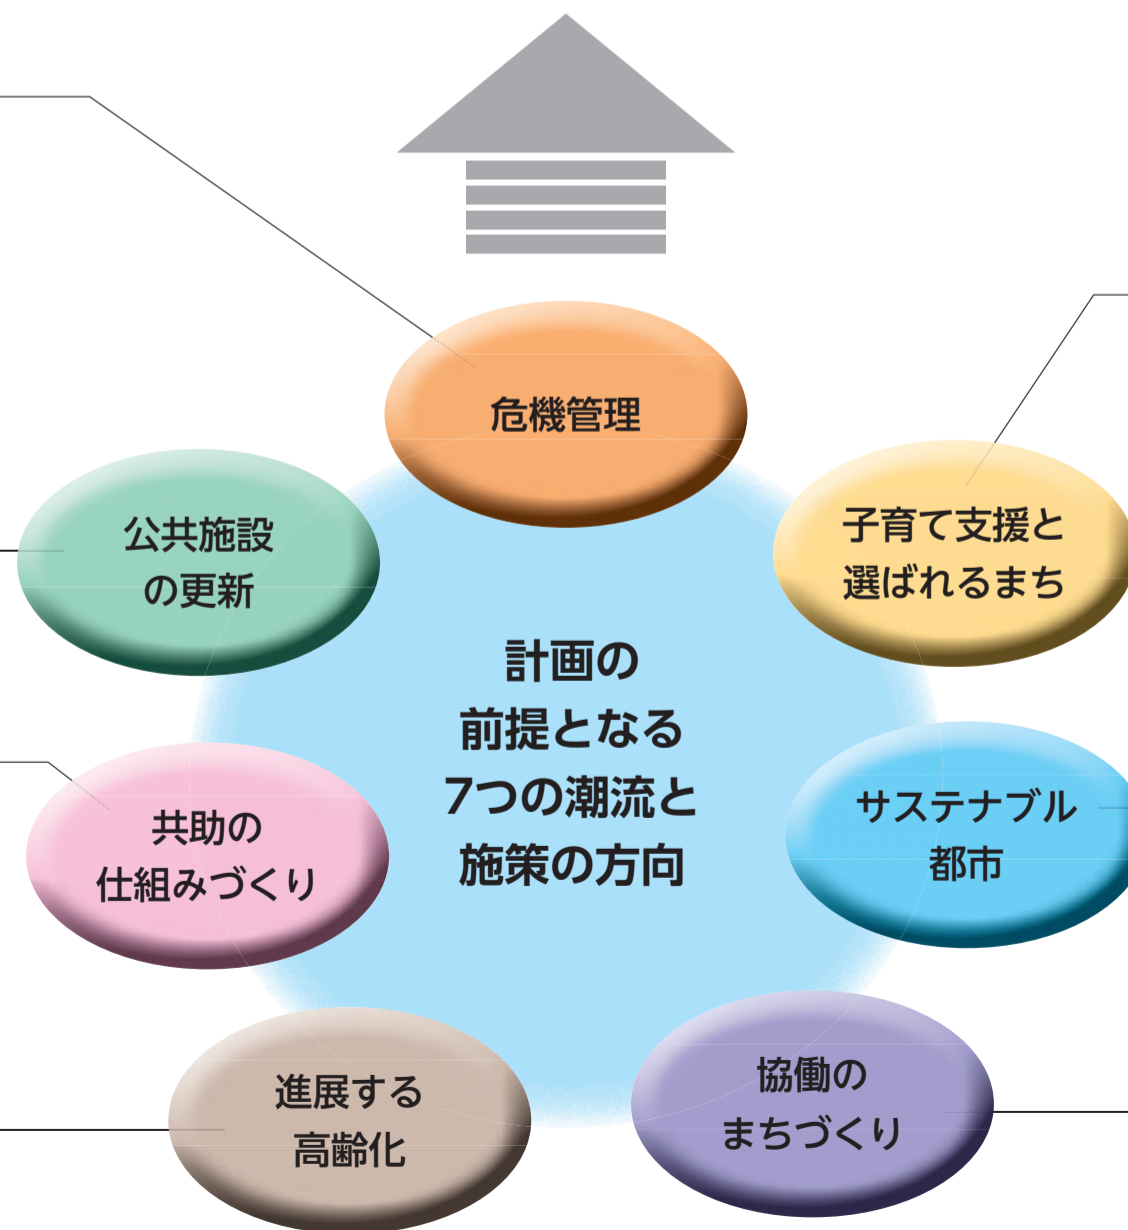 危機管理
公共施設
の更新
子育て支援と
選ばれるまち
計画の
前提となる
7つの潮流と
施策の方向
共助の
仕組みづくり
サステナブル
都市
進展する
高齢化
協働の
まちづくり